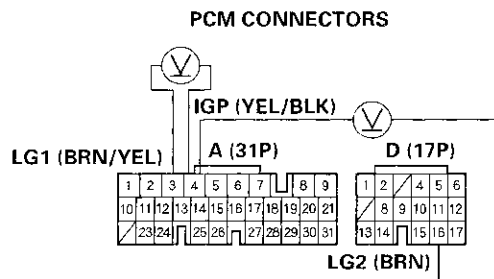 PCM CONNECTORS
V
IGP (YEL/BLK)
V
LG1 (BRN/YEL)
A (31P)
D (17P)
1 2 3 4 5 6 7 8 9
10 11 12 13 14 15 16 17 18 19 20 21
23 24 25 26 27 28 29 30 31
1 2 4 5 6
8 9 10 11 12
13 14 15 16 17
LG2 (BRN)